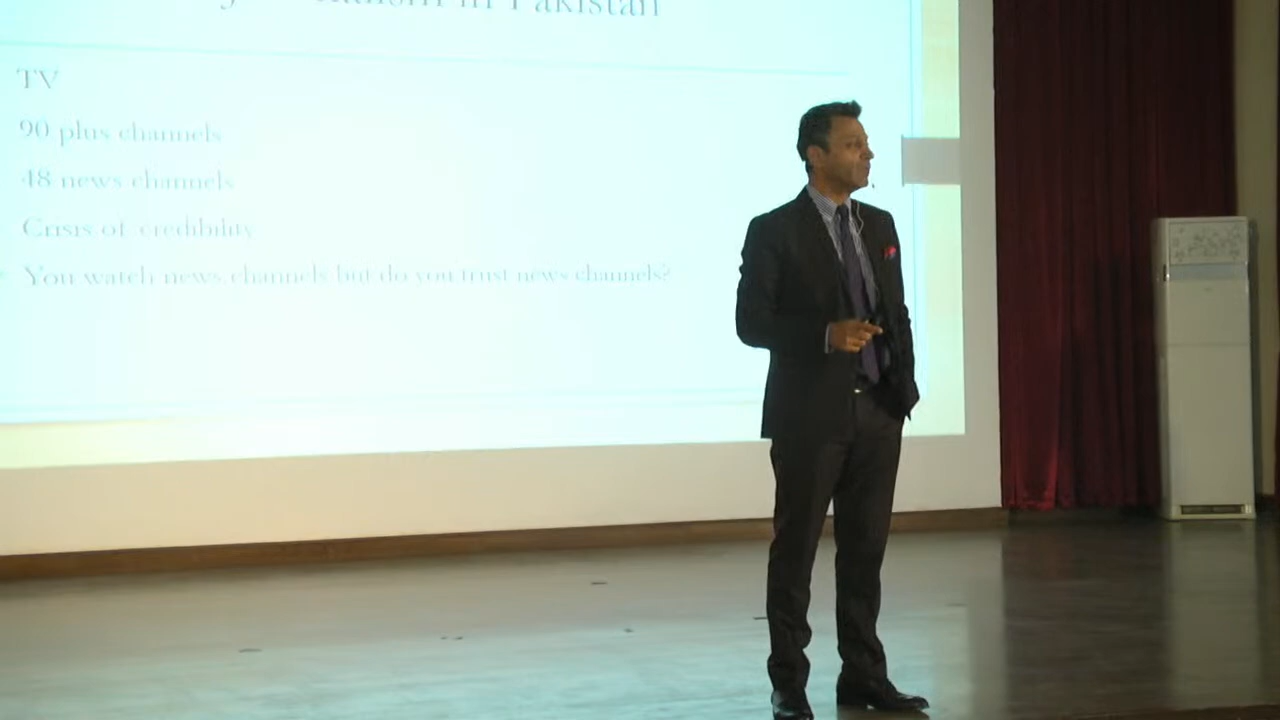 in Pakistan
TV
90 plus channels
48 news channels
Crisis of credibility
You watch news channels but do you trust news channels?